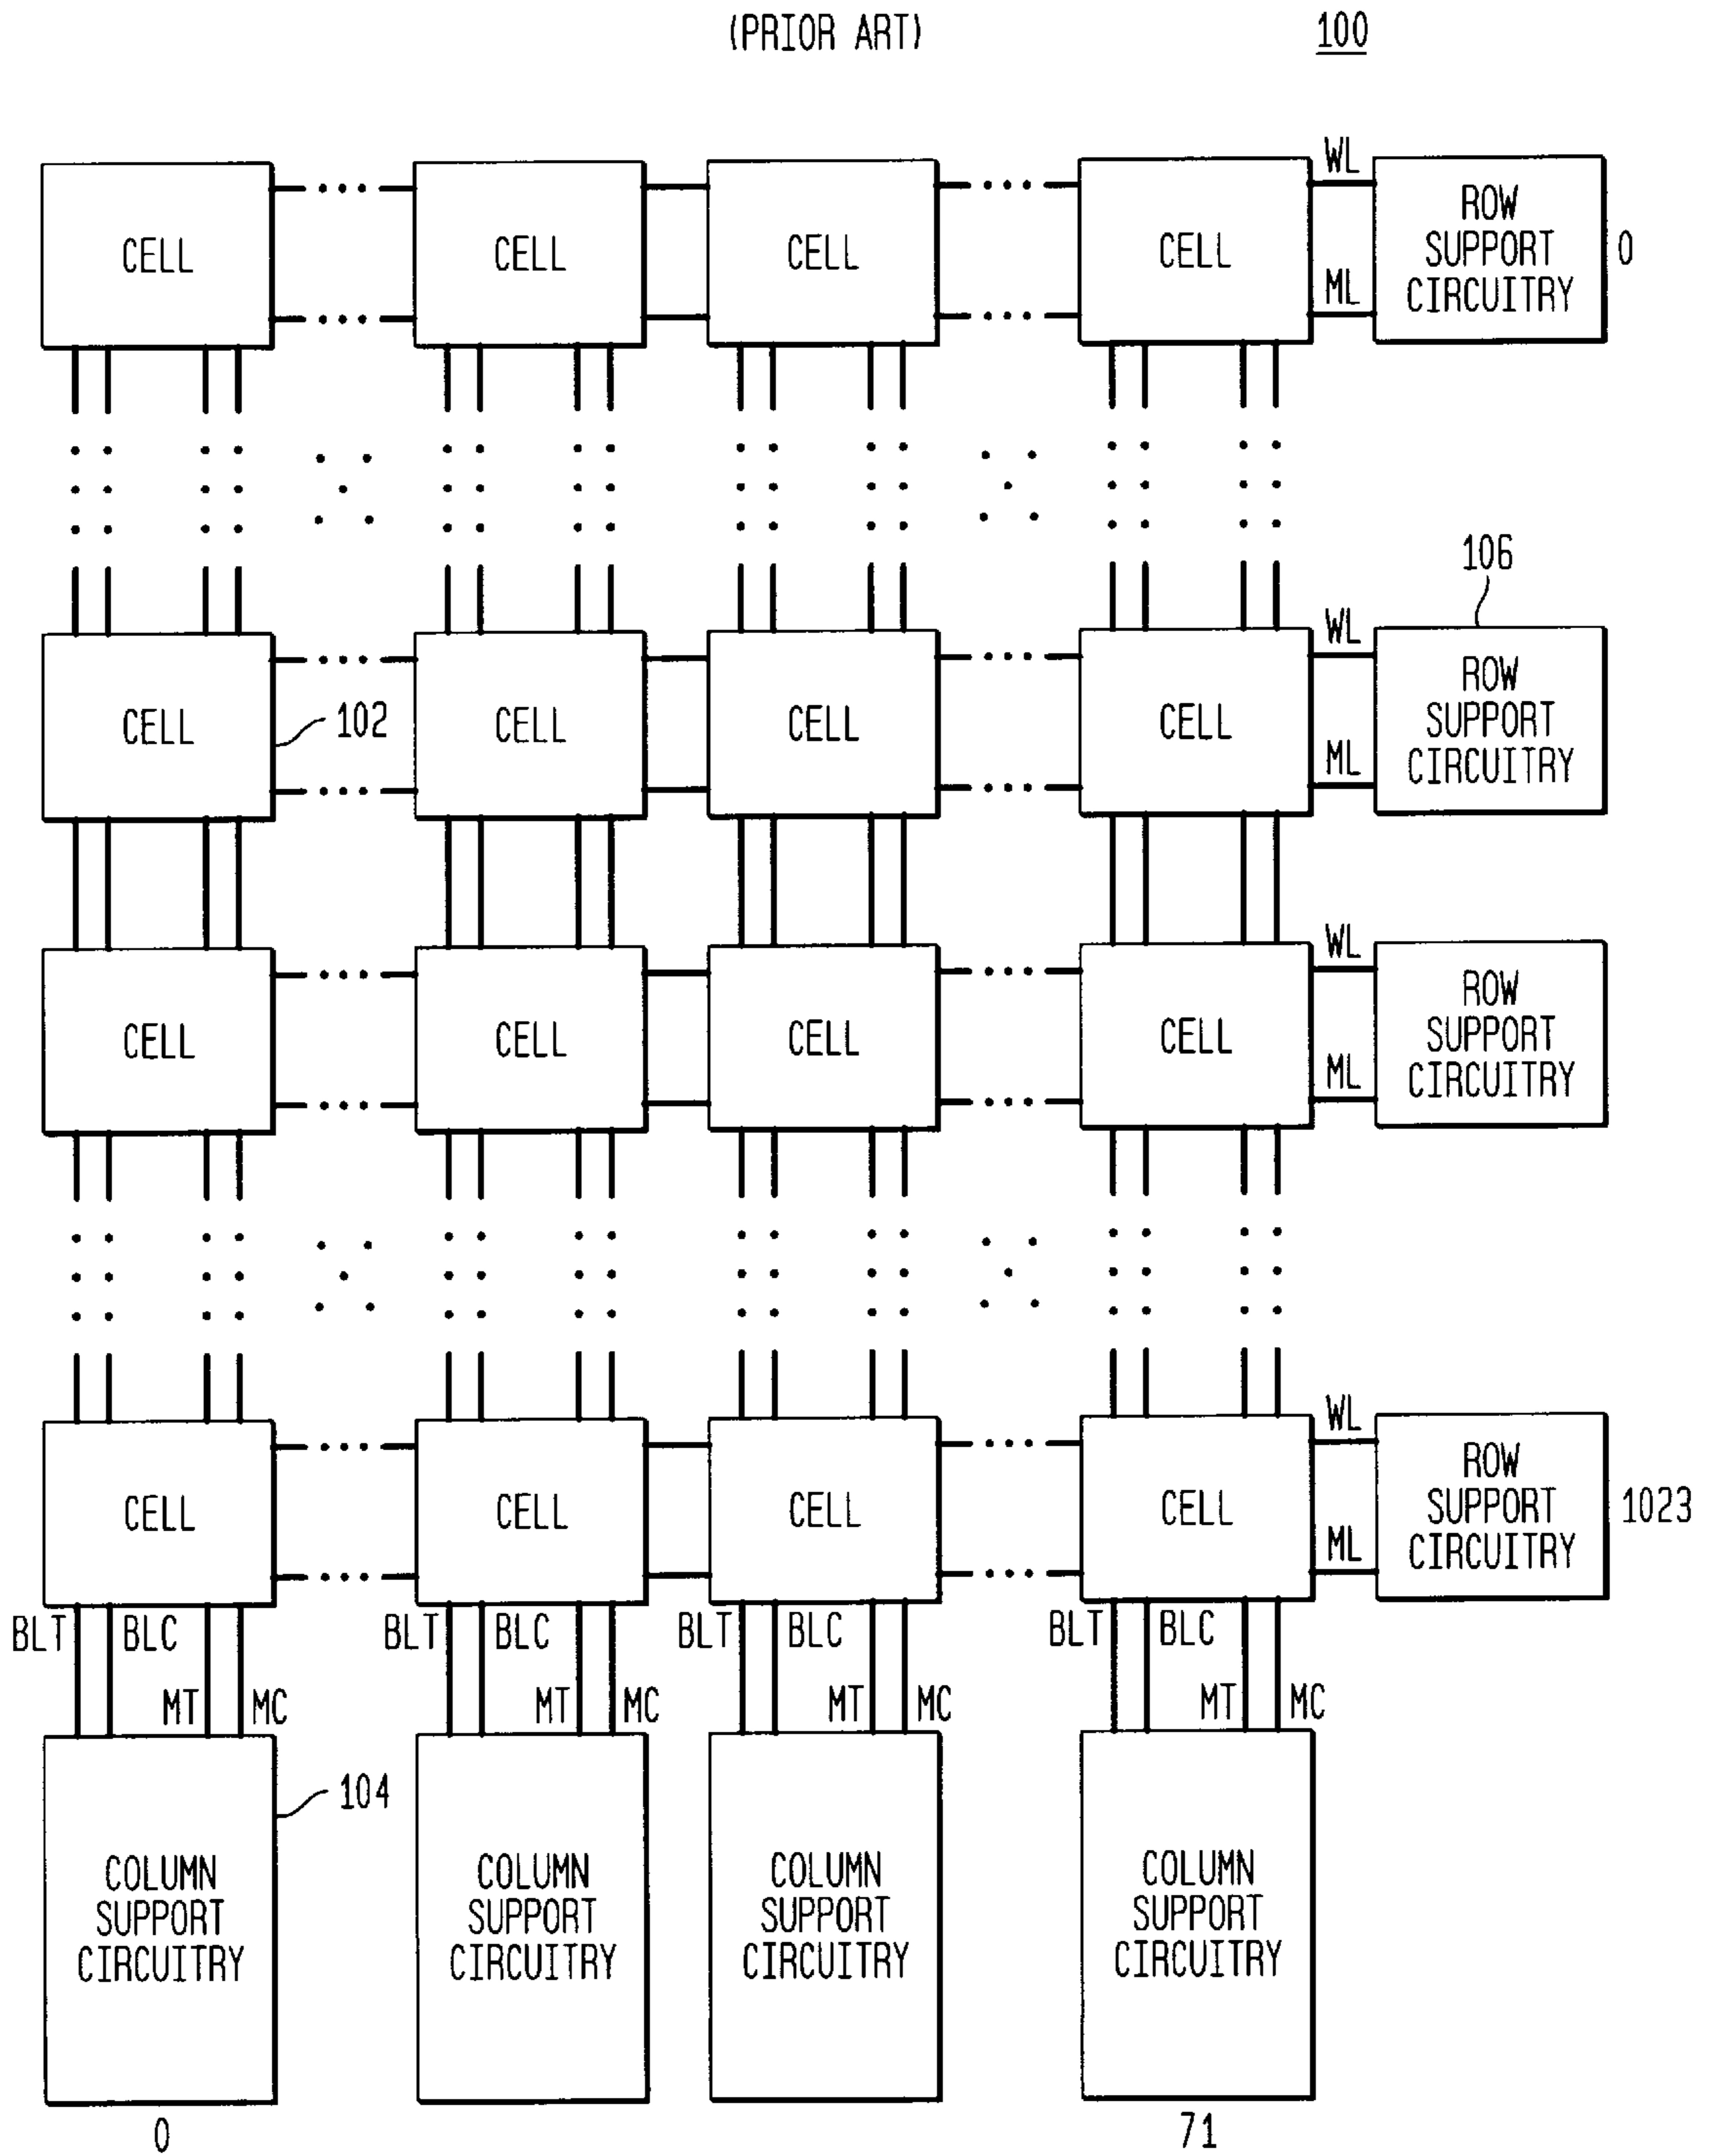 (PRIOR ART)
100
WL
CELL
CELL
CELL
CELL
ROW
SUPPORT
CIRCUITRY
0
ML
106
WL
CELL
102
CELL
CELL
CELL
ROW
SUPPORT
CIRCUITRY
ML
WL
CELL
CELL
CELL
CELL
ROW
SUPPORT
CIRCUITRY
ML
WL
CELL
CELL
CELL
CELL
ROW
SUPPORT
CIRCUITRY
1023
ML
BLT BLC
BLT BLC
BLT BLC
BLT BLC
MT MC
MT MC
MT MC
MT MC
104
COLUMN
SUPPORT
CIRCUITRY
COLUMN
SUPPORT
CIRCUITRY
COLUMN
SUPPORT
CIRCUITRY
COLUMN
SUPPORT
CIRCUITRY
0
71